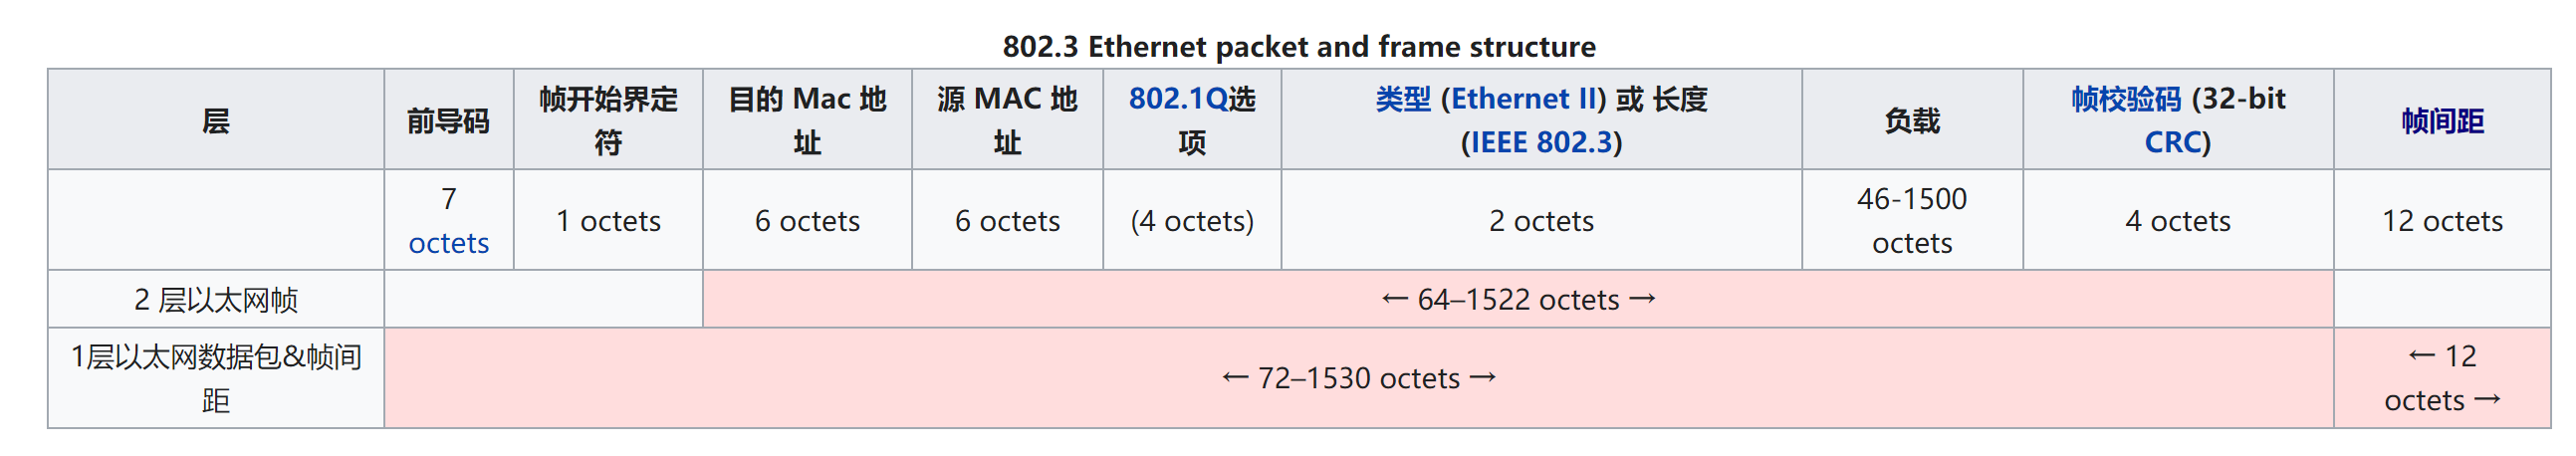 802.3 Ethernet packet and frame structure
层
前导码
帧开始界定
符
目的 Mac 地
址
源 MAC 地
址
802.1Q选
项
类型 (Ethernet II) 或 长度
(IEEE 802.3)
负载
帧校验码 (32-bit
CRC)
帧间距
7
octets
1 octets
6 octets
6 octets
(4 octets)
2 octets
46-1500
octets
4 octets
12 octets
2 层以太网帧
← 64–1522 octets →
1层以太网数据包&帧间
距
← 72–1530 octets →
← 12
octets →